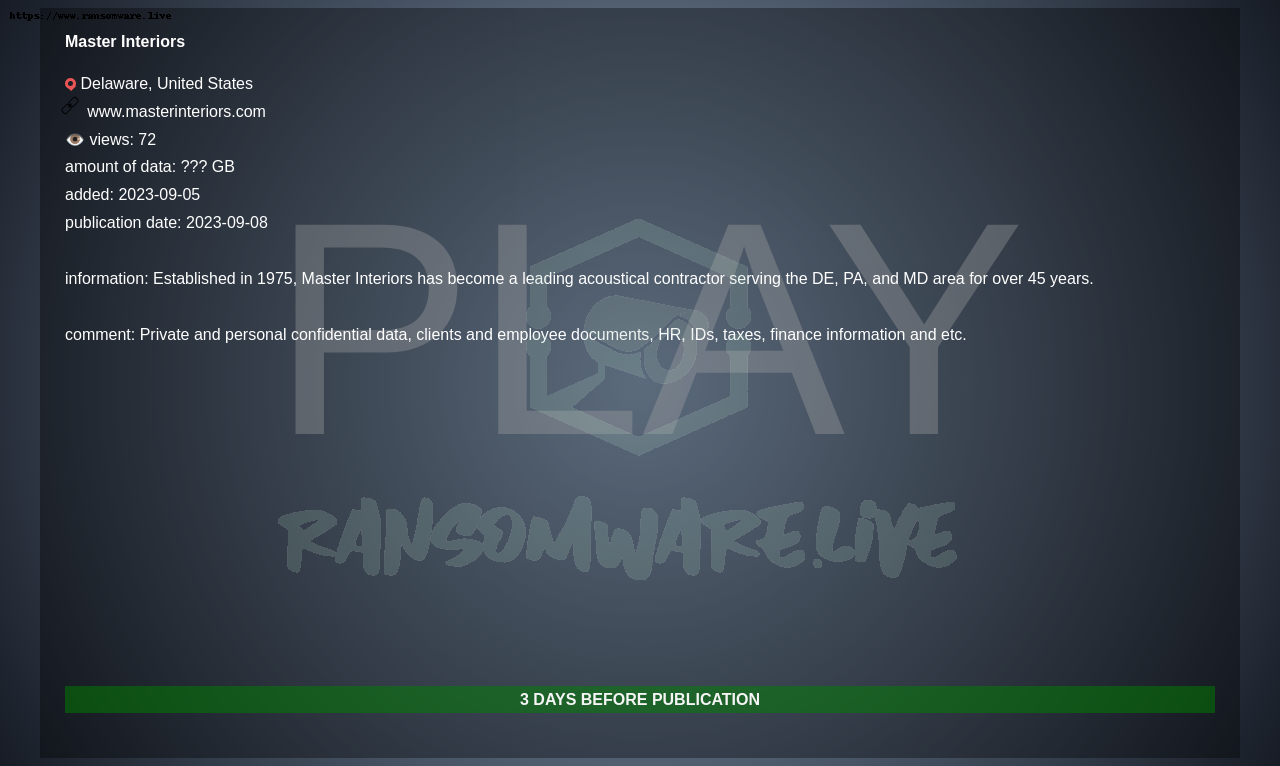 https://www.ransomware.live
Master Interiors
Delaware, United States
www.masterinteriors.com
views: 72
amount of data: ??? GB
added: 2023-09-05
publication date: 2023-09-08
PLAY
information: Established in 1975, Master Interiors has become a leading acoustical contractor serving the DE, PA, and MD area for over 45 years.
comment: Private and personal confidential data, clients and employee documents, HR, IDs, taxes, finance information and etc.
RANSOMWARE.LIVE
3 DAYS BEFORE PUBLICATION